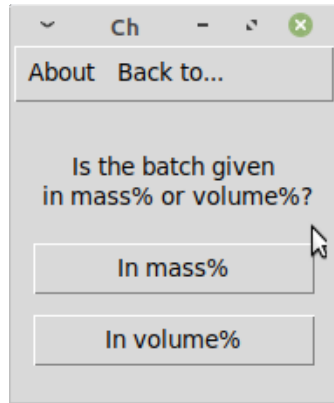 Ch
About Back to...
Is the batch given
in mass% or volume%?
In mass%
In volume%